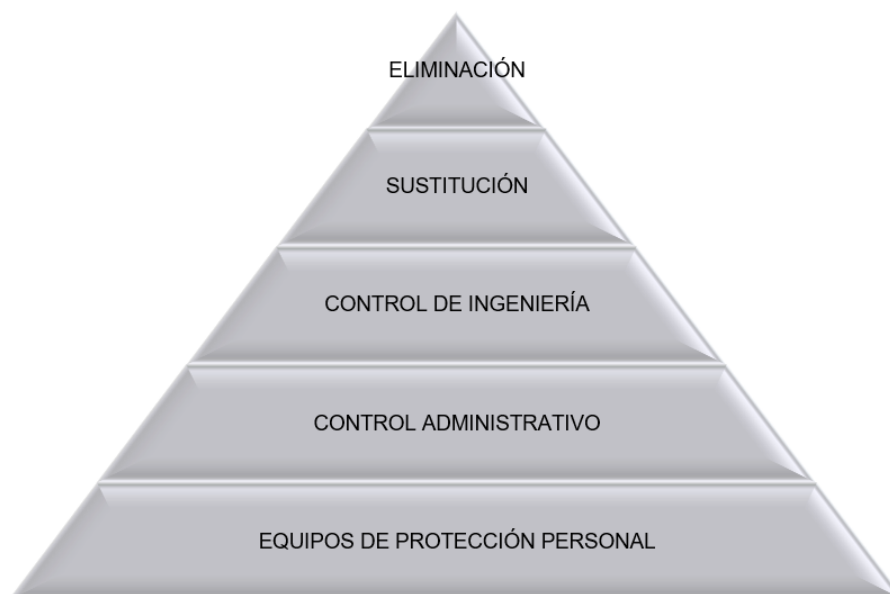 ELIMINACIÓN
SUSTITUCIÓN
CONTROL DE INGENIERÍA
CONTROL ADMINISTRATIVO
EQUIPOS DE PROTECCIÓN PERSONAL